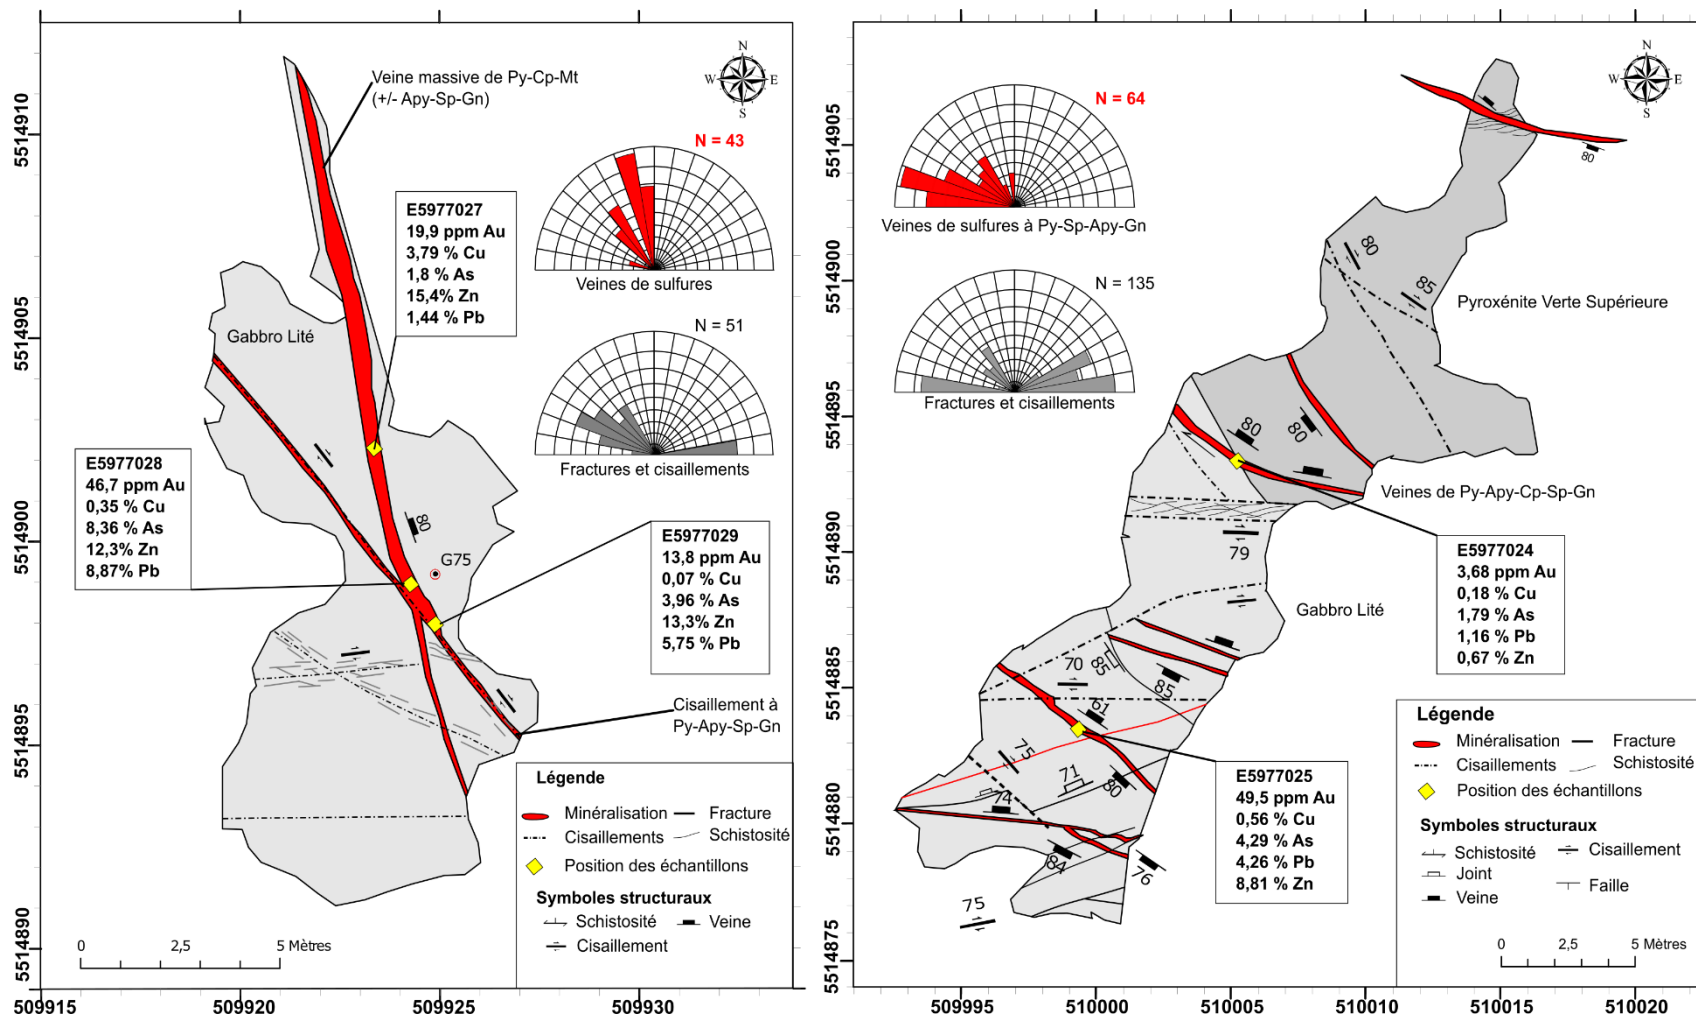 N
W E
S
Veine massive de Py-Cp-Mt
(+/- Apy-Sp-Gn)
N = 43
Veines de sulfures
N = 51
Fractures et cisaillements
E5977027
19,9 ppm Au
3,79 % Cu
1,8 % As
15,4% Zn
1,44 % Pb
Gabbro Lité
E5977028
46,7 ppm Au
0,35 % Cu
8,36 % As
12,3% Zn
8,87% Pb
80
G75
E5977029
13,8 ppm Au
0,07 % Cu
3,96 % As
13,3% Zn
5,75 % Pb
Cisaillement à
Py-Apy-Sp-Gn
Légende
Minéralisation
Fracture
Cisaillements
Schistosité
Position des échantillons
Symboles structuraux
Schistosité
Veine
Cisaillement
0 2,5 5 Mètres
5514910
5514905
5514900
5514895
5514890
509915 509920 509925 509930
N
W E
S
N = 64
Veines de sulfures à Py-Sp-Apy-Gn
N = 135
Fractures et cisaillements
80
80
85
Pyroxénite Verte Supérieure
80
80
Veines de Py-Apy-Cp-Sp-Gn
79
E5977024
3,68 ppm Au
0,18 % Cu
1,79 % As
1,16 % Pb
0,67 % Zn
Gabbro Lité
85
70
85
61
75
71
80
74
84
76
75
E5977025
49,5 ppm Au
0,56 % Cu
4,29 % As
4,26 % Pb
8,81 % Zn
Légende
Minéralisation
Fracture
Cisaillements
Schistosité
Position des échantillons
Symboles structuraux
Schistosité
Cisaillement
Joint
Faille
Veine
0 2,5 5 Mètres
5514905
5514900
5514895
5514890
5514885
5514880
5514875
509995 510000 510005 510010 510015 510020